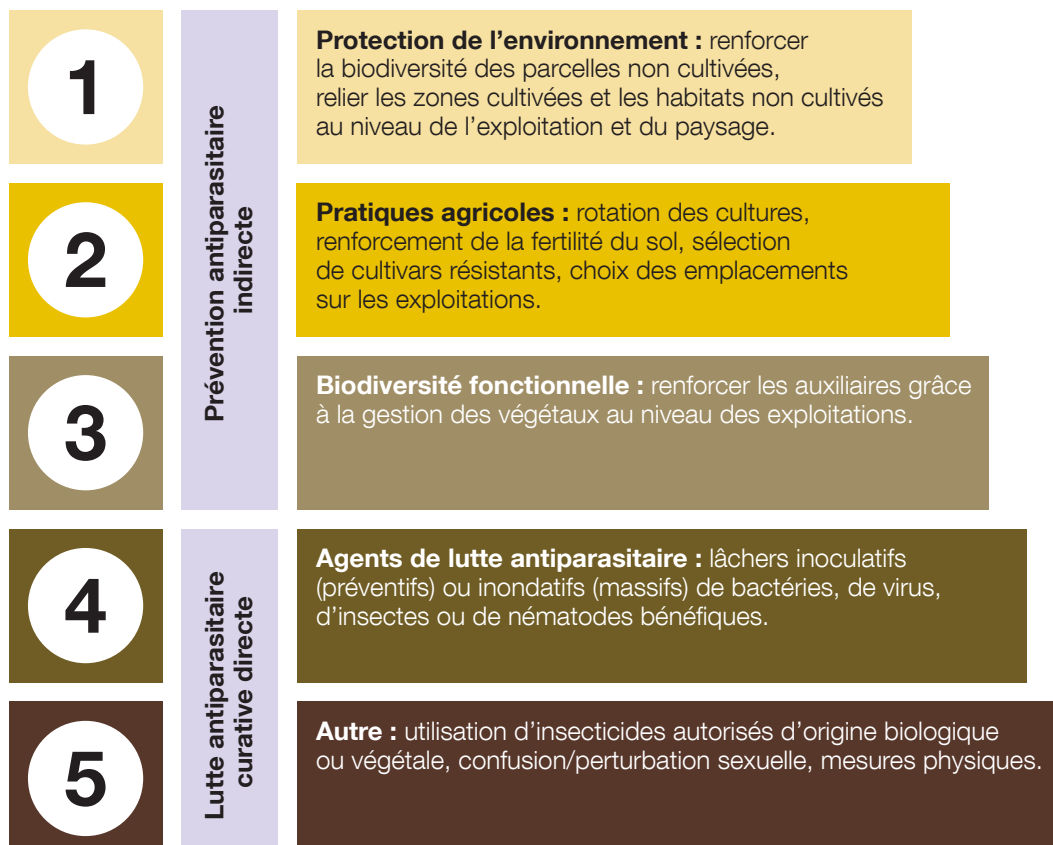 1
Protection de l’environnement : renforcer
la biodiversité des parcelles non cultivées,
relier les zones cultivées et les habitats non cultivés
au niveau de l’exploitation et du paysage.
Prévention antiparasitaire
indirecte
2
Pratiques agricoles : rotation des cultures,
renforcement de la fertilité du sol, sélection
de cultivars résistants, choix des emplacements
sur les exploitations.
3
Biodiversité fonctionnelle : renforcer les auxiliaires grâce
à la gestion des végétaux au niveau des exploitations.
4
Agents de lutte antiparasitaire : lâchers inoculatifs
(préventifs) ou inondatifs (massifs) de bactéries, de virus,
d’insectes ou de nématodes bénéfiques.
Lutte antiparasitaire
curative directe
5
Autre : utilisation d’insecticides autorisés d’origine biologique
ou végétale, confusion/perturbation sexuelle, mesures physiques.